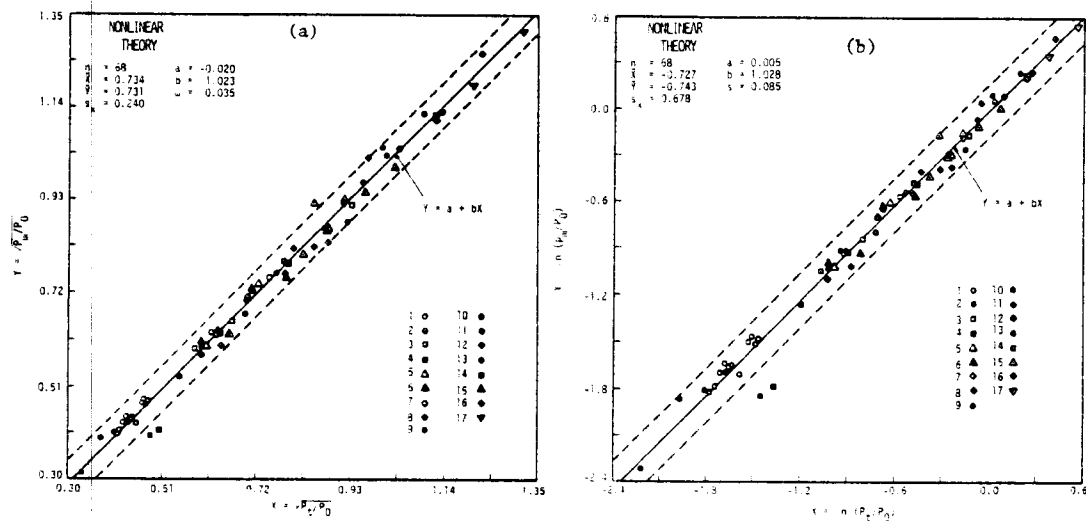 NONLINEAR
THEORY
(a)
n = 68 a = -0.020
X̄ = 0.734 b = 1.023
Ȳ = 0.731 = 0.035
= 0.240
1.35
1.14
0.93
0.72
0.51
0.30
Y = a + bX
1 10
2 11
3 12
4 13
5 14
6 15
7 16
8 17
9
0.30 0.51 0.72 0.93 1.14 1.35
NONLINEAR
THEORY
(b)
n = 68 a = 0.005
X̄ = -0.727 b = 1.028
Ȳ = -0.743 s = 0.085
= 0.678
0.6
0.0
-0.6
-1.2
-1.8
Y = a + bX
1 10
2 11
3 12
4 13
5 14
6 15
7 16
8 17
9
-1.8 -1.2 -0.6 0.0 0.6